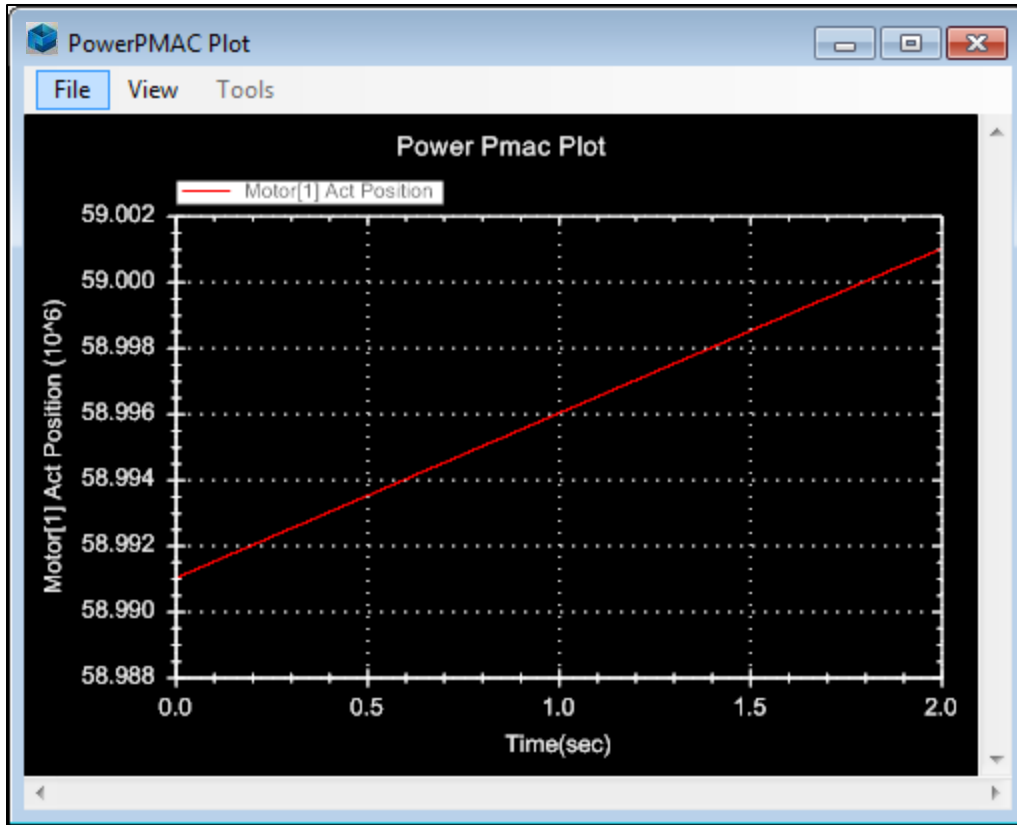 PowerPMAC Plot
File View Tools
Power Pmac Plot
Motor[1] Act Position
Motor[1] Act Position (10^6)
59.002
59.000
58.998
58.996
58.994
58.992
58.990
58.988
0.0 0.5 1.0 1.5 2.0
Time(sec)